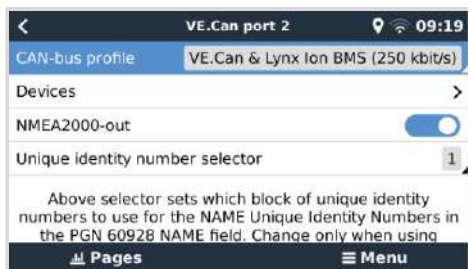 VE.Can port 2 09:19
CAN-bus profile VE.Can & Lynx Ion BMS (250 kbit/s)
Devices
NMEA2000-out
Unique identity number selector 1
Above selector sets which block of unique identity
numbers to use for the NAME Unique Identity Numbers in
the PGN 60928 NAME field. Change only when using
Pages Menu